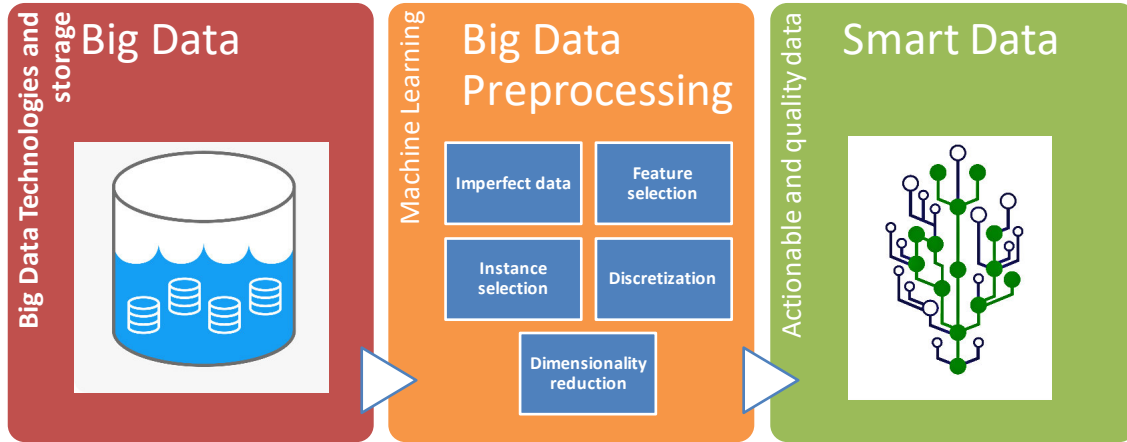 Big Data Technologies and
storage
Big Data
Machine Learning
Big Data
Preprocessing
Imperfect data
Feature
selection
Instance
selection
Discretization
Dimensionality
reduction
Actionable and quality data
Smart Data